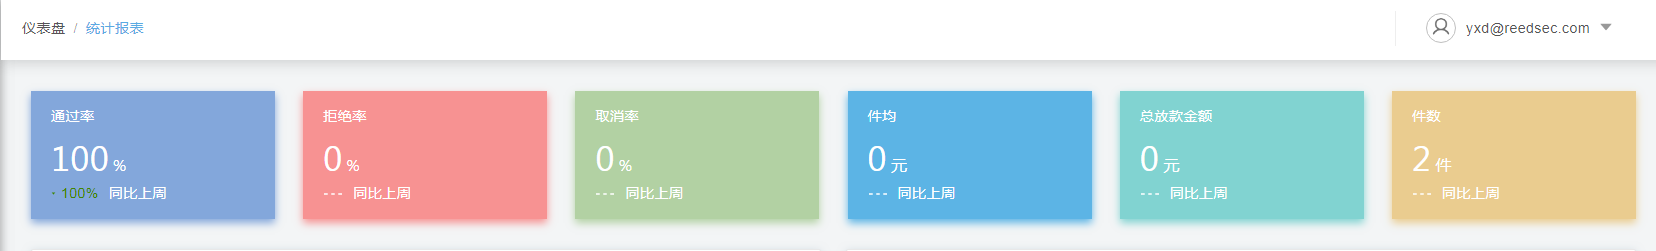 仪表盘 / 统计报表
yxd@reedsec.com
通过率
100 %
↑ 100% 同比上周
拒绝率
0 %
--- 同比上周
取消率
0 %
--- 同比上周
件均
0 元
--- 同比上周
总放款金额
0 元
--- 同比上周
件数
2 件
--- 同比上周